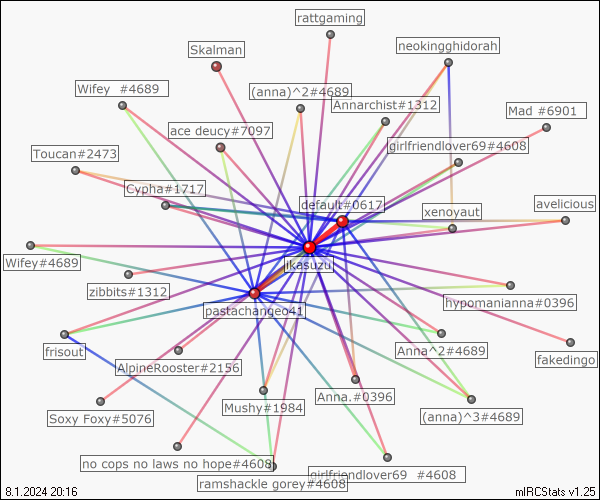 rattgaming
Skalman
neokingghidorah
Wifey  #4689
(anna)^2#4689
Annarchist#1312
Mad #6901
ace deucy#7097
girlfriendlover69#4608
Toucan#2473
Cypha#1717
default#0617
xenoyaut
avelicious
Wifey#4689
ikasuzu
zibbits#1312
hypomanianna#0396
pastachangeo41
frisout
Anna^2#4689
fakedingo
AlpineRooster#2156
Mushy#1984
Anna.#0396
Soxy Foxy#5076
(anna)^3#4689
no cops no laws no hope#4608
girlfriendlover69  #4608
ramshackle gorey#4608
8.1.2024 20:16
mIRCStats v1.25